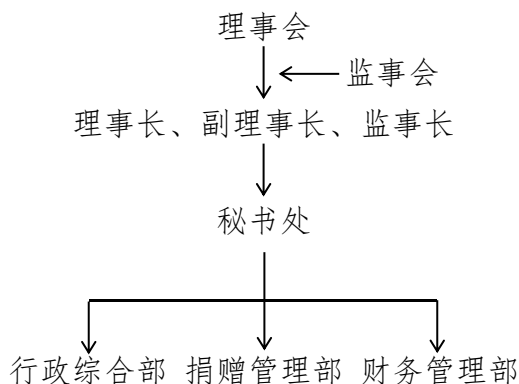 理事会
监事会
理事长、副理事长、监事长
秘书处
行政综合部 捐赠管理部 财务管理部